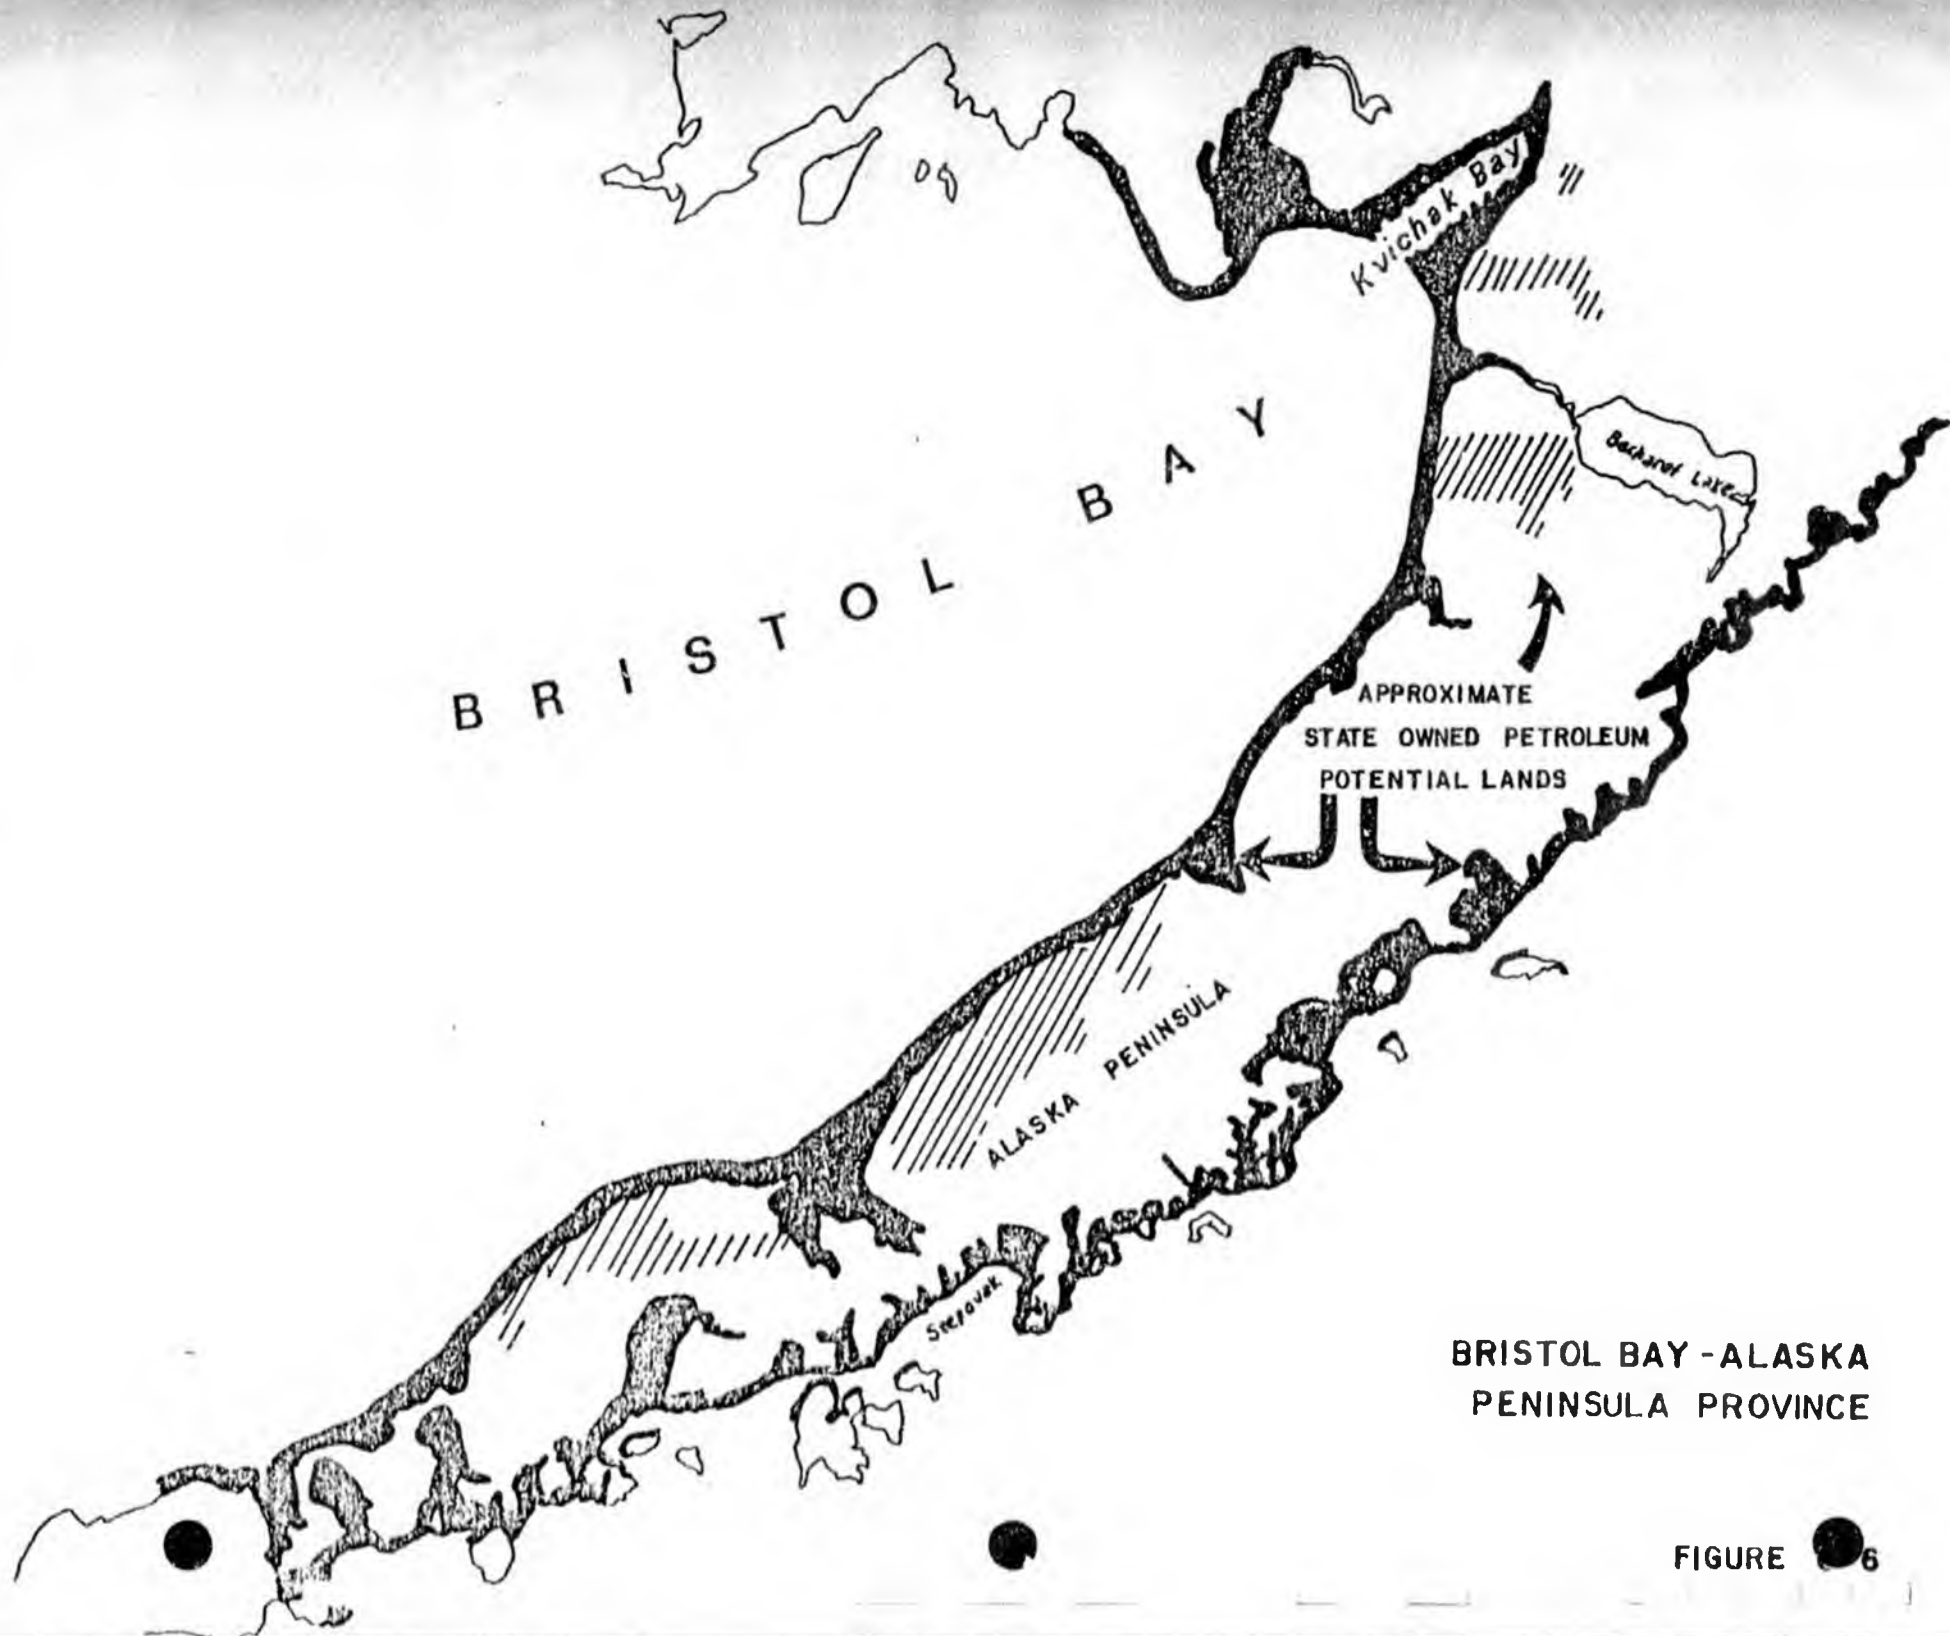 Kvichak Bay
BRISTOL BAY
Becharof Lake
APPROXIMATE
STATE OWNED PETROLEUM
POTENTIAL LANDS
ALASKA PENINSULA
Stepovak
BRISTOL BAY - ALASKA
PENINSULA PROVINCE
FIGURE 6